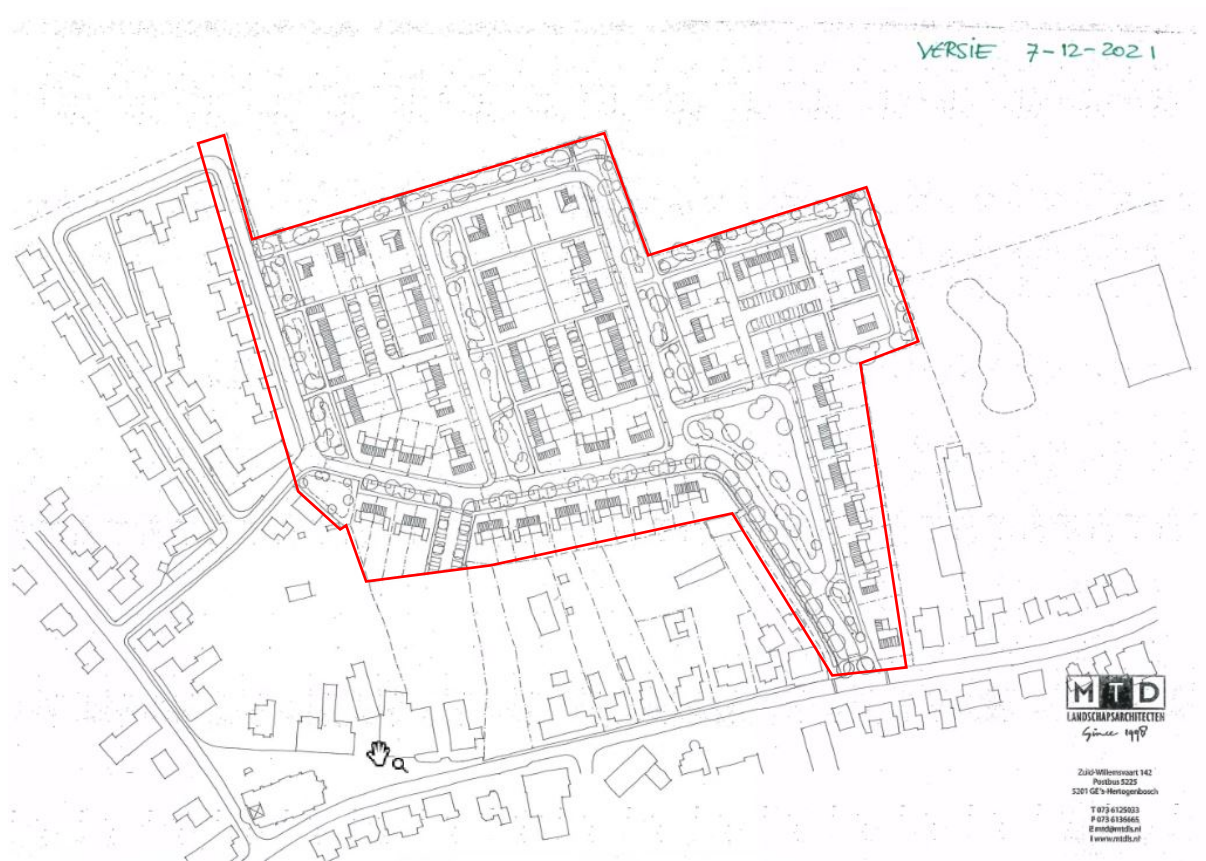 VERSIE 7-12-2021
MTD
LANDSCHAPSARCHITECTEN
Since 1998
Zuid-Willemsvaart 142
Postbus 5225
5201 GE's-Hertogenbosch
T 073 6125033
F 073 6136665
E mtd@mtdls.nl
I www.mtdls.nl